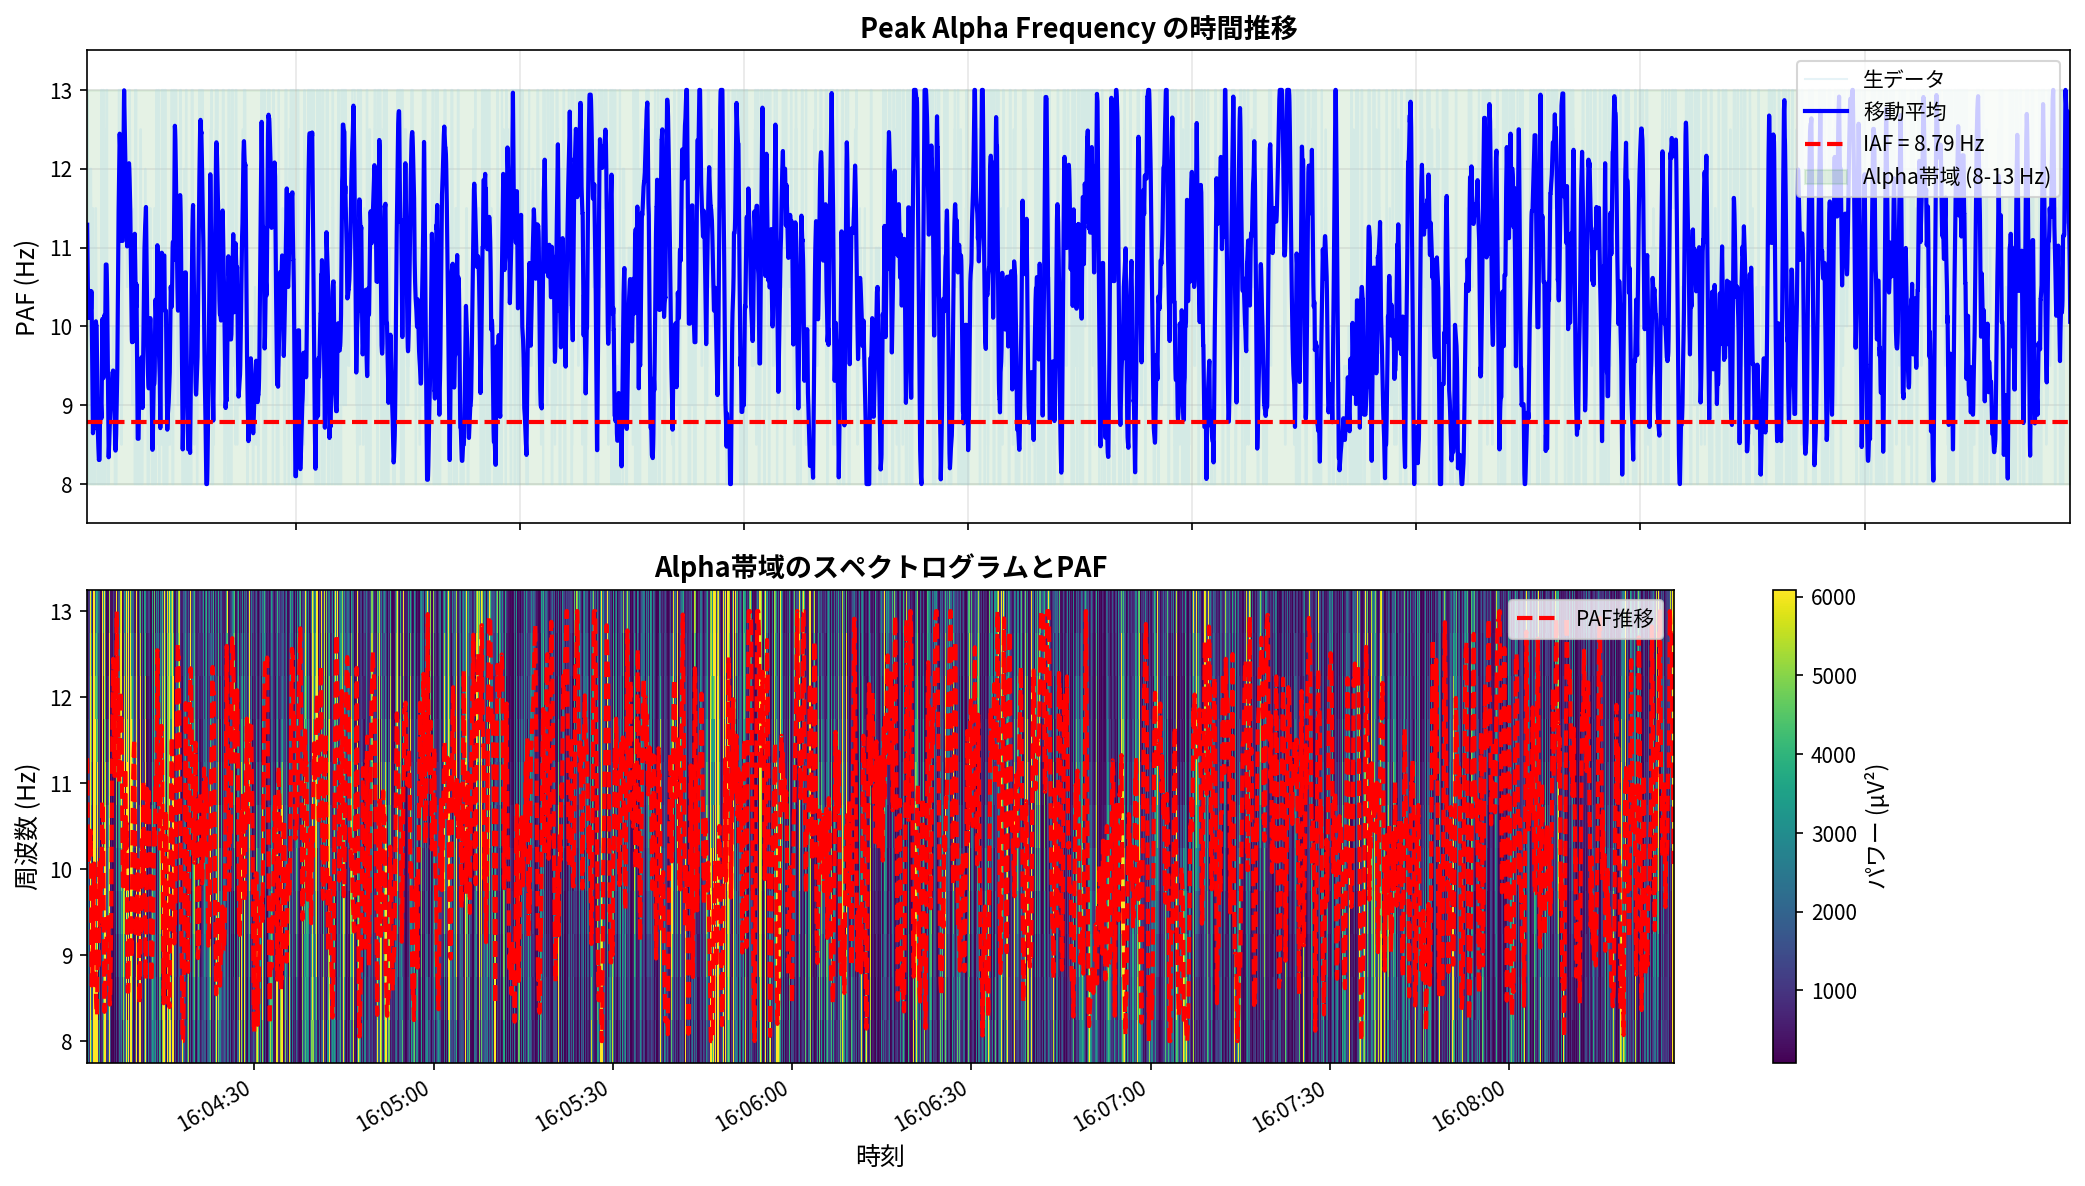 Peak Alpha Frequency の時間推移
PAF (Hz)
13
12
11
10
9
8
生データ
移動平均
IAF = 8.79 Hz
Alpha帯域 (8-13 Hz)
Alpha帯域のスペクトログラムとPAF
周波数 (Hz)
13
12
11
10
9
8
PAF推移
16:04:30
16:05:00
16:05:30
16:06:00
16:06:30
16:07:00
16:07:30
16:08:00
時刻
6000
5000
4000
3000
2000
1000
パワー (μV²)